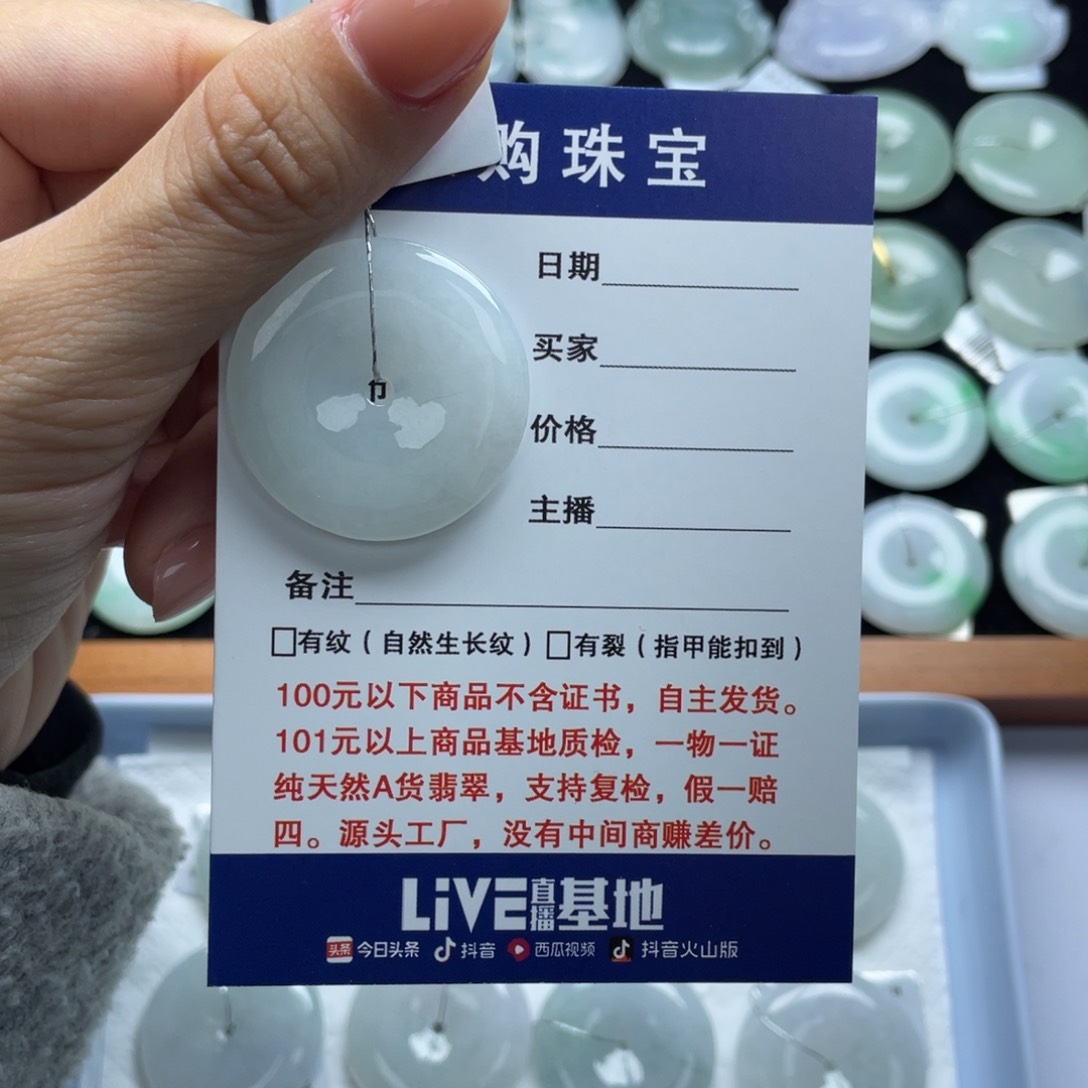 购珠宝
日期
买家
价格
主播
备注
□有纹（自然生长纹）□有裂（指甲能扣到）
100元以下商品不含证书，自主发货。
101元以上商品基地质检，一物一证
纯天然A货翡翠，支持复检，假一赔
四。源头工厂，没有中间商赚差价。
LiVE直播基地
头条 今日头条 抖音 西瓜视频 抖音火山版